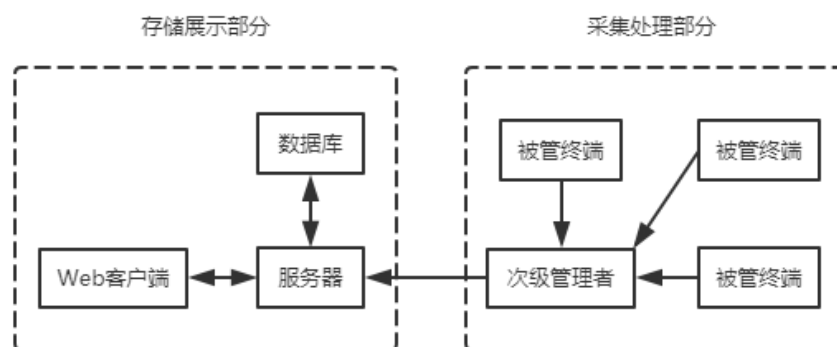 存储展示部分
采集处理部分
数据库
被管终端
被管终端
Web客户端
服务器
次级管理者
被管终端